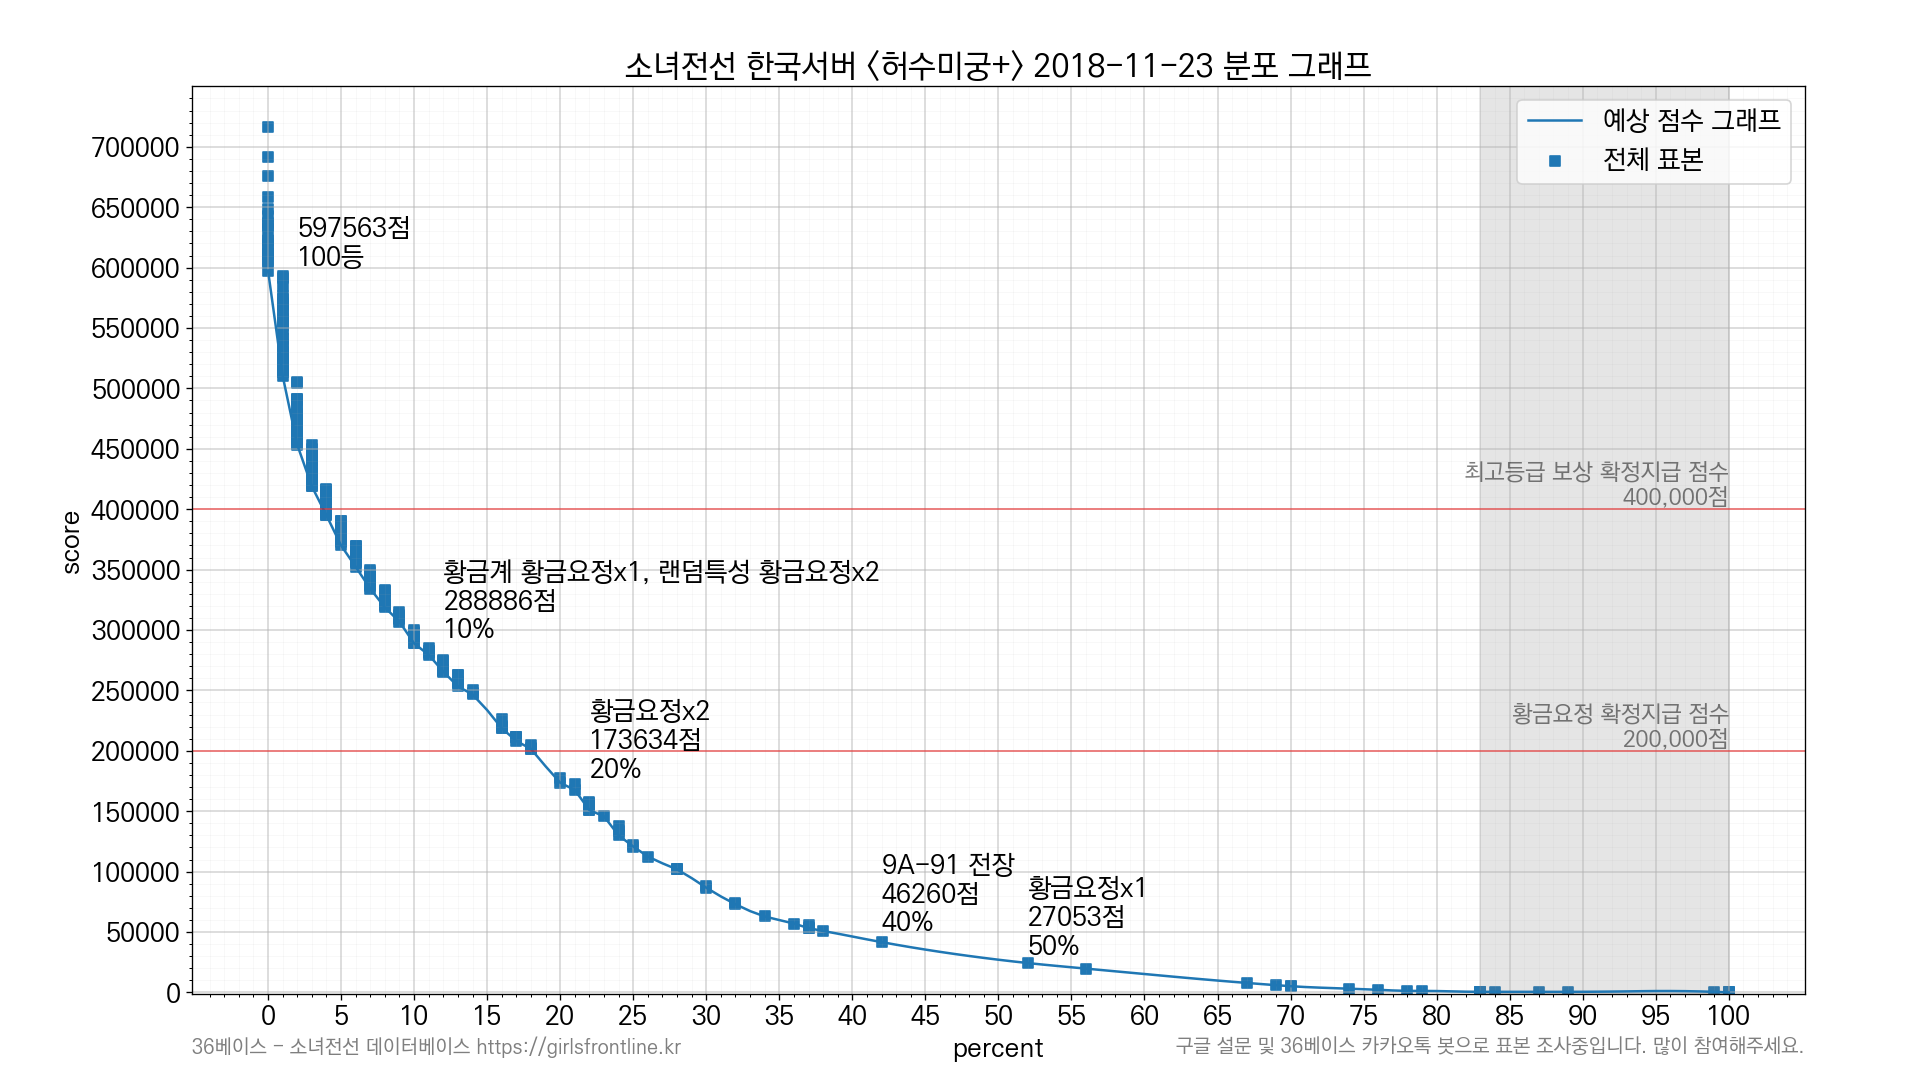 소녀전선 한국서버 <허수미궁+> 2018-11-23 분포 그래프
예상 점수 그래프
전체 표본
score
700000
650000
600000
550000
500000
450000
400000
350000
300000
250000
200000
150000
100000
50000
0
597563점
100등
최고등급 보상 확정지급 점수
400,000점
황금계 황금요정x1, 랜덤특성 황금요정x2
288886점
10%
황금요정x2
173634점
20%
황금요정 확정지급 점수
200,000점
9A-91 전장
46260점
40%
황금요정x1
27053점
50%
0 5 10 15 20 25 30 35 40 45 50 55 60 65 70 75 80 85 90 95 100
percent
36베이스 - 소녀전선 데이터베이스 https://girlsfrontline.kr
구글 설문 및 36베이스 카카오톡 봇으로 표본 조사중입니다. 많이 참여해주세요.